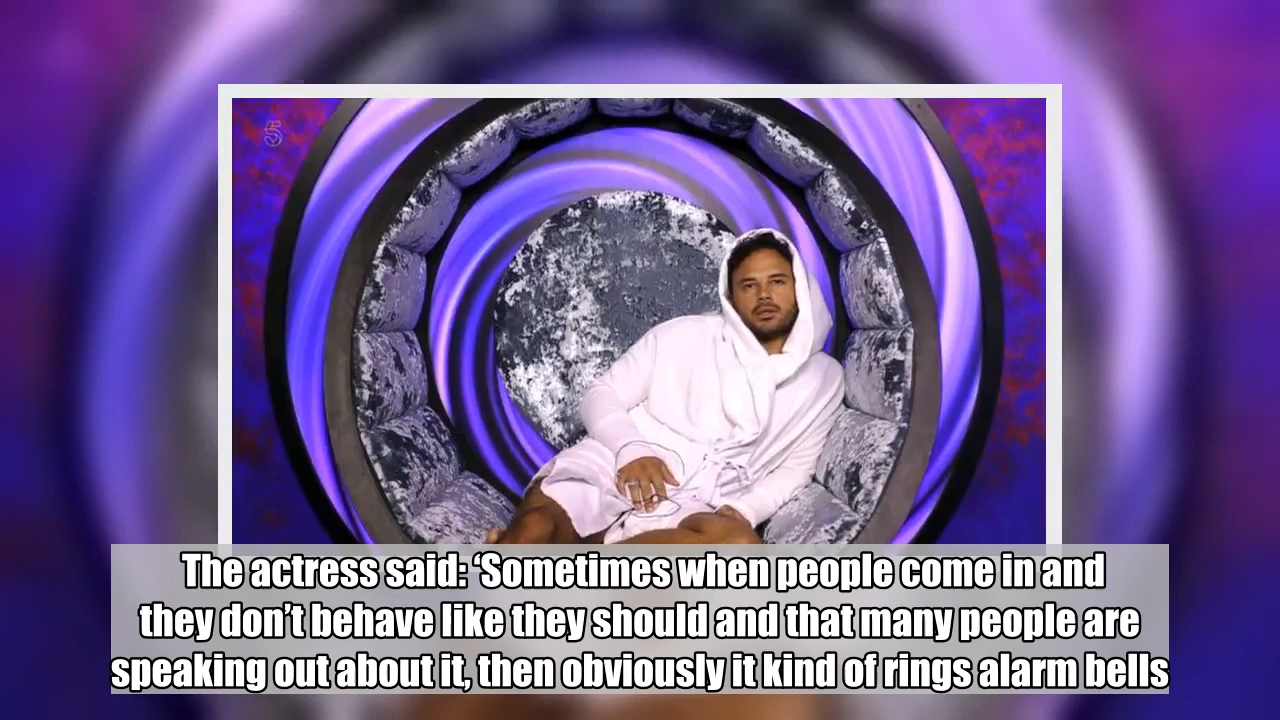 5
The actress said: ‘Sometimes when people come in and
they don’t behave like they should and that many people are
speaking out about it, then obviously it kind of rings alarm bells